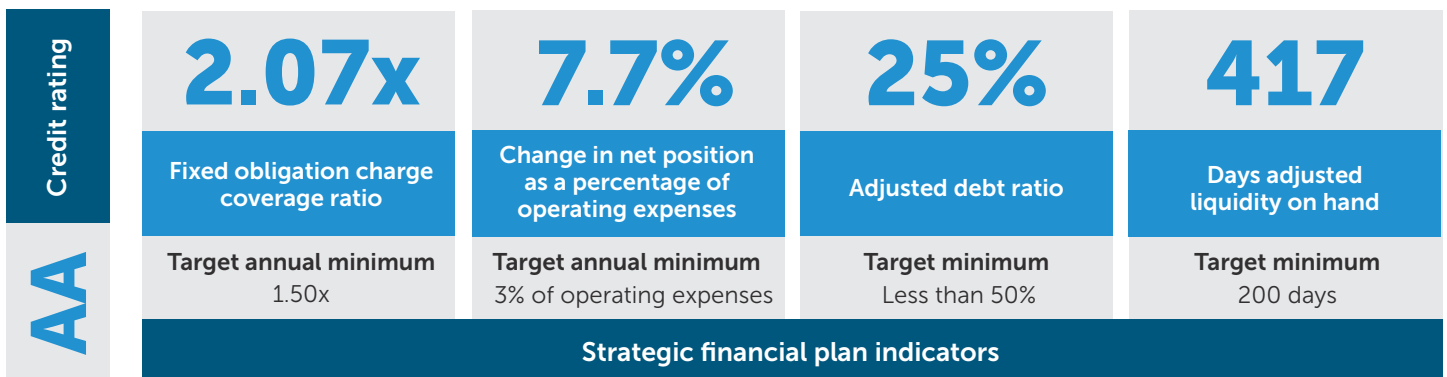 Credit rating
AA
2.07x
Fixed obligation charge
coverage ratio
Target annual minimum
1.50x
7.7%
Change in net position
as a percentage of
operating expenses
Target annual minimum
3% of operating expenses
25%
Adjusted debt ratio
Target minimum
Less than 50%
417
Days adjusted
liquidity on hand
Target minimum
200 days
Strategic financial plan indicators